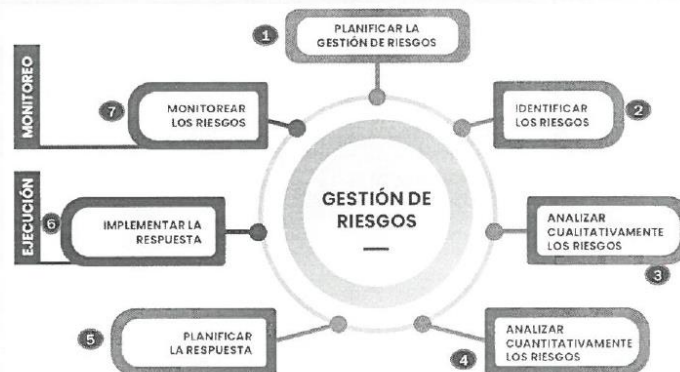 1
PLANIFICAR LA
GESTIÓN DE RIESGOS
2
IDENTIFICAR
LOS RIESGOS
3
ANALIZAR
CUALITATIVAMENTE
LOS RIESGOS
4
ANALIZAR
CUANTITATIVAMENTE
LOS RIESGOS
5
PLANIFICAR
LA RESPUESTA
6
IMPLEMENTAR LA
RESPUESTA
7
MONITOREAR
LOS RIESGOS
MONITOREO
EJECUCIÓN
GESTIÓN DE
RIESGOS